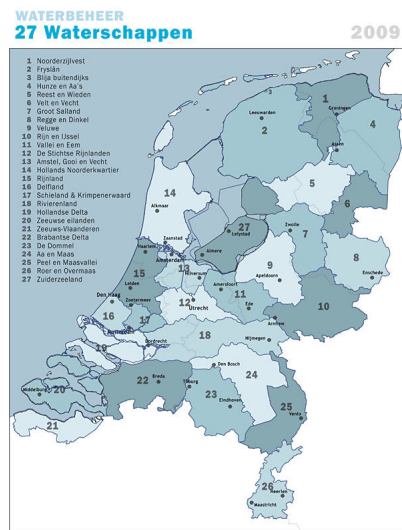 WATERBEHEER
27 Waterschappen
2009
1 Noorderzijlvest
2 Fryslân
3 Blija buitendijks
4 Hunze en Aa's
5 Reest en Wieden
6 Velt en Vecht
7 Groot Salland
8 Regge en Dinkel
9 Veluwe
10 Rijn en IJssel
11 Vallei en Eem
12 De Stichtse Rijnlanden
13 Amstel, Gooi en Vecht
14 Hollands Noorderkwartier
15 Rijnland
16 Delfland
17 Schieland & Krimpenerwaard
18 Rivierenland
19 Hollandse Delta
20 Zeeuwse eilanden
21 Zeeuws-Vlaanderen
22 Brabantse Delta
23 De Dommel
24 Aa en Maas
25 Peel en Maasvallei
26 Roer en Overmaas
27 Zuiderzeeland
3
1
Groningen
Leeuwarden
2
4
Assen
5
14
6
Alkmaar
27
Lelystad
Zwolle
7
Zaanstad
Haarlem
Almere
Amsterdam
8
9
13
Enschede
15
Hilversum
Apeldoorn
Leiden
Amersfoort
11
Den Haag
Zoetermeer
12
Utrecht
Ede
10
16
17
Arnhem
Rotterdam
18
19
Dordrecht
Nijmegen
Den Bosch
24
22
Breda
Tilburg
Middelburg
20
23
Eindhoven
25
Venlo
21
26
Heerlen
Maastricht